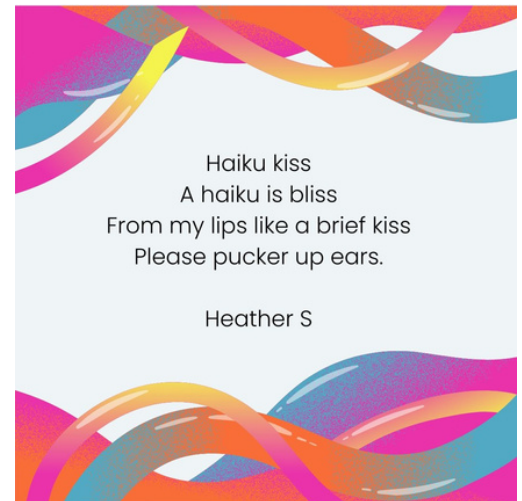 Haiku kiss
A haiku is bliss
From my lips like a brief kiss
Please pucker up ears.
Heather S